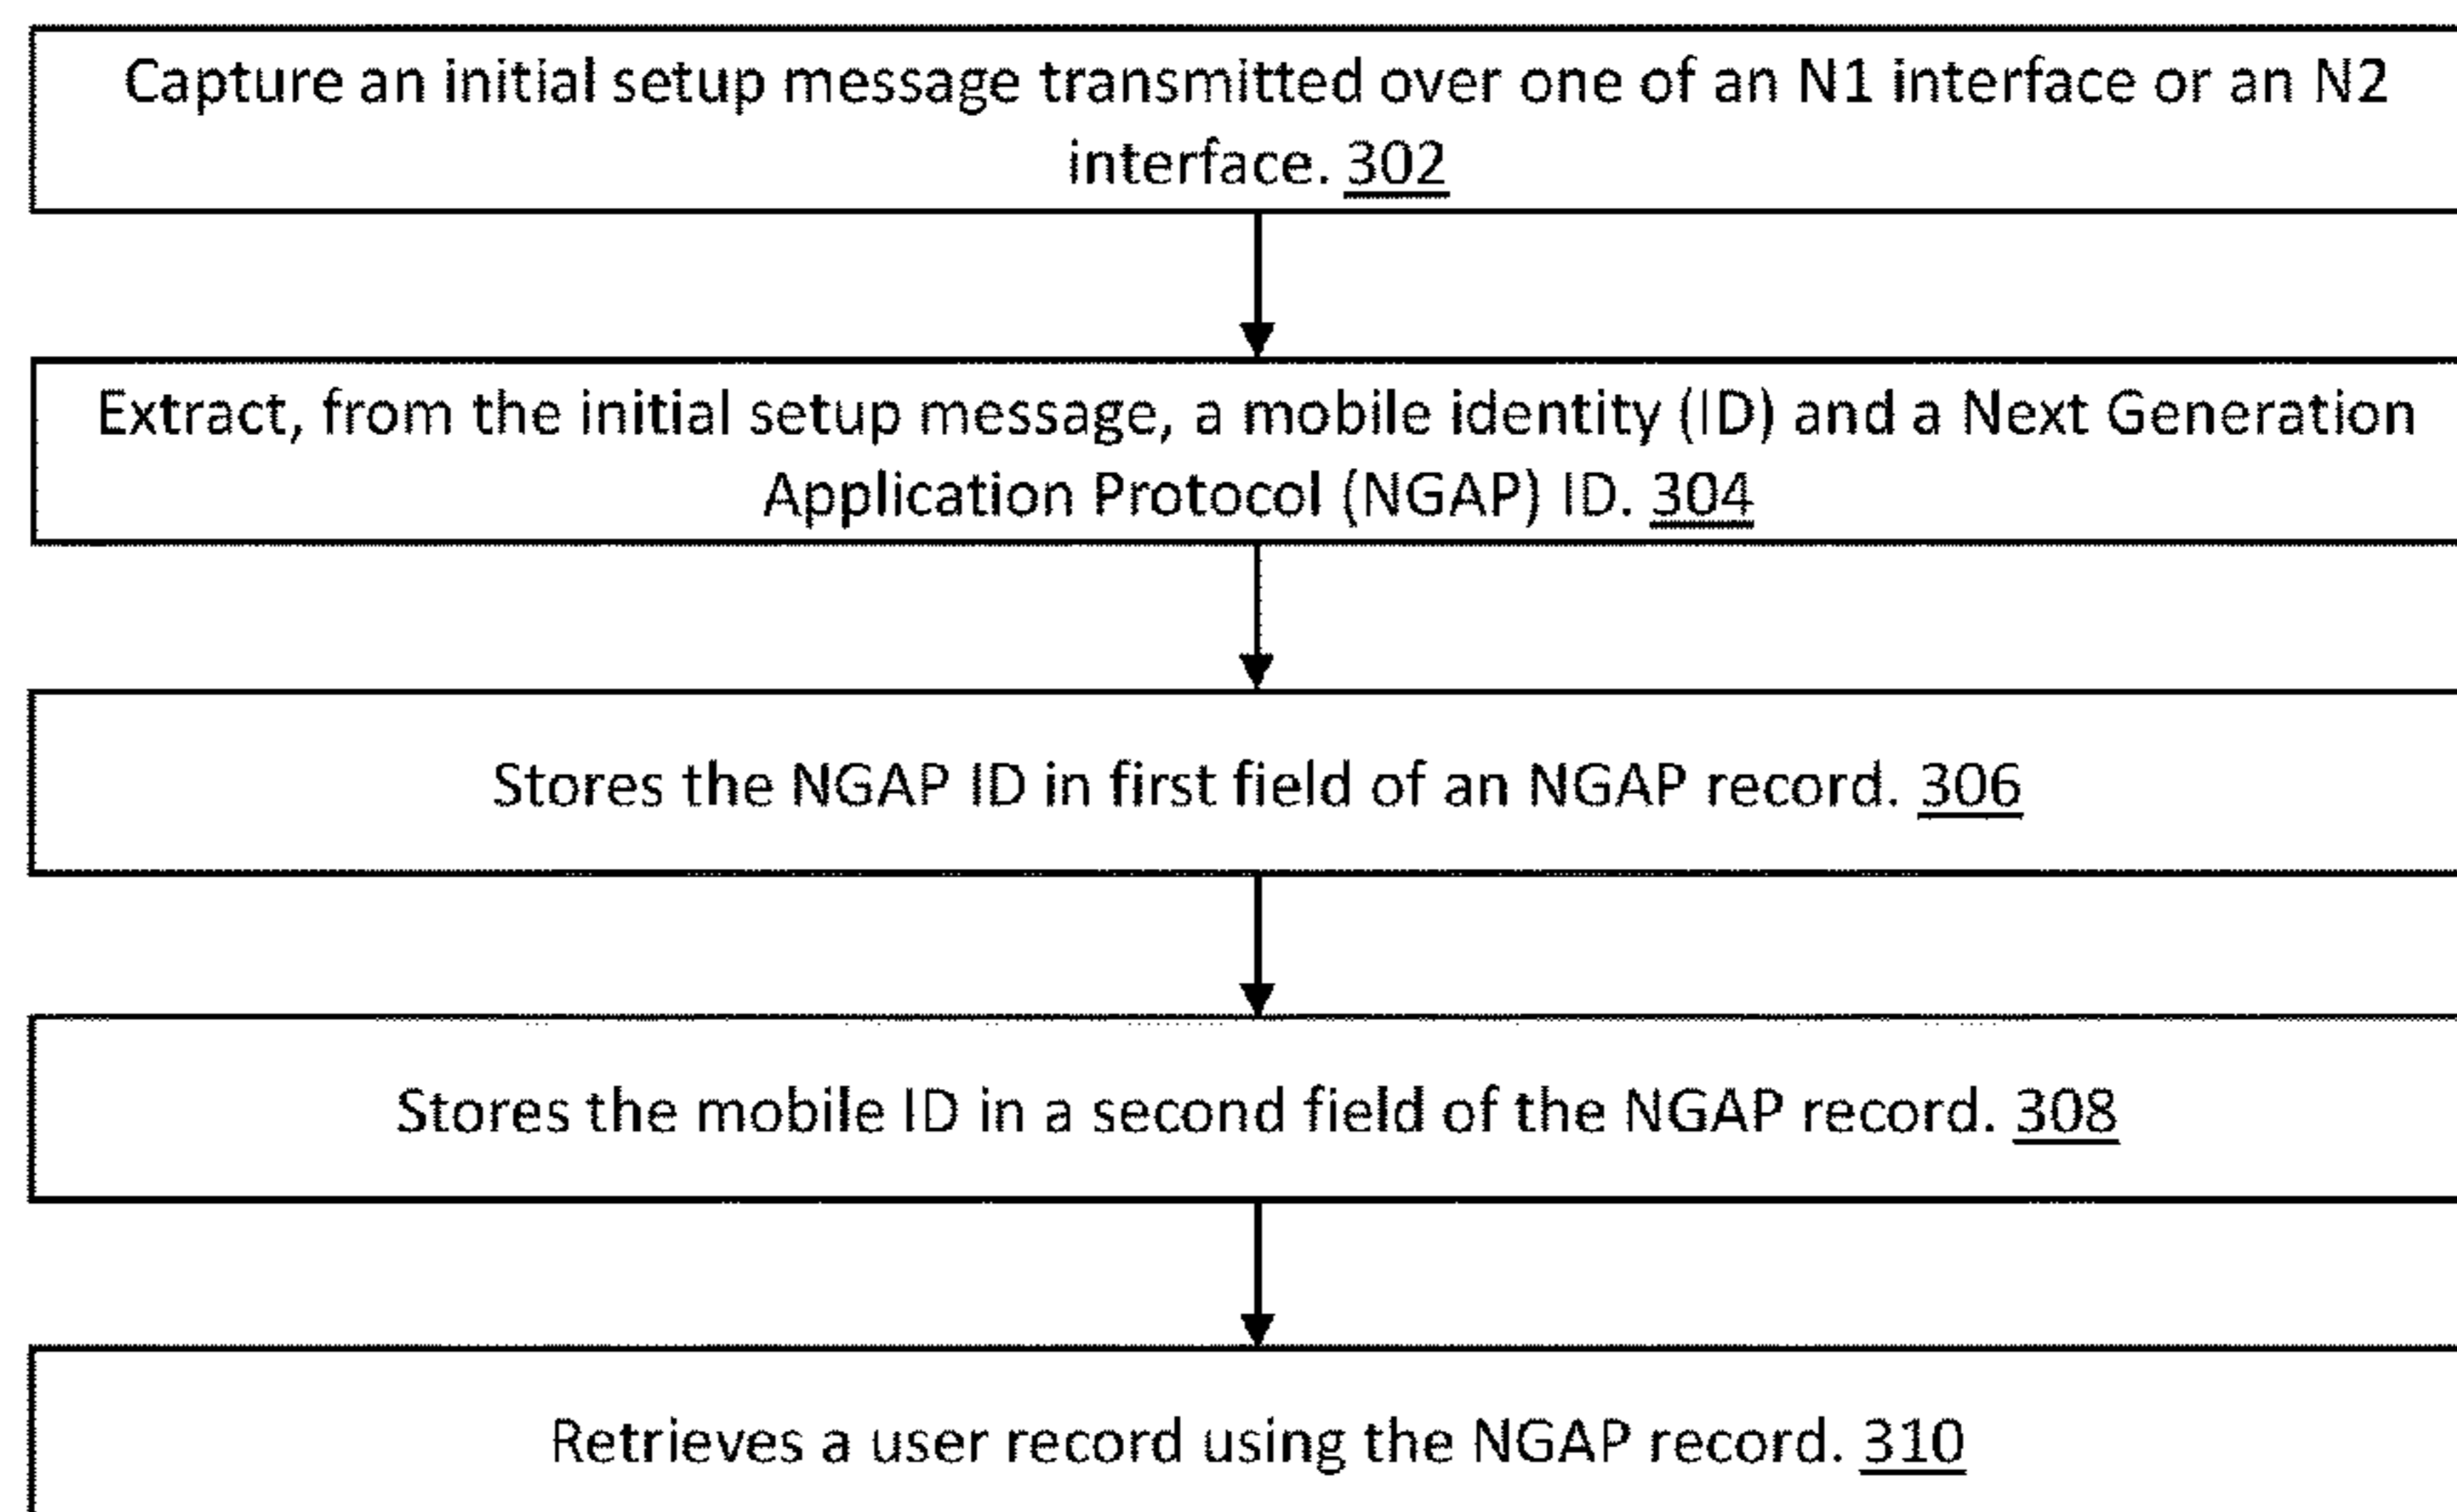 Capture an initial setup message transmitted over one of an N1 interface or an N2
interface. 302
Extract, from the initial setup message, a mobile identity (ID) and a Next Generation
Application Protocol (NGAP) ID. 304
Stores the NGAP ID in first field of an NGAP record. 306
Stores the mobile ID in a second field of the NGAP record. 308
Retrieves a user record using the NGAP record. 310